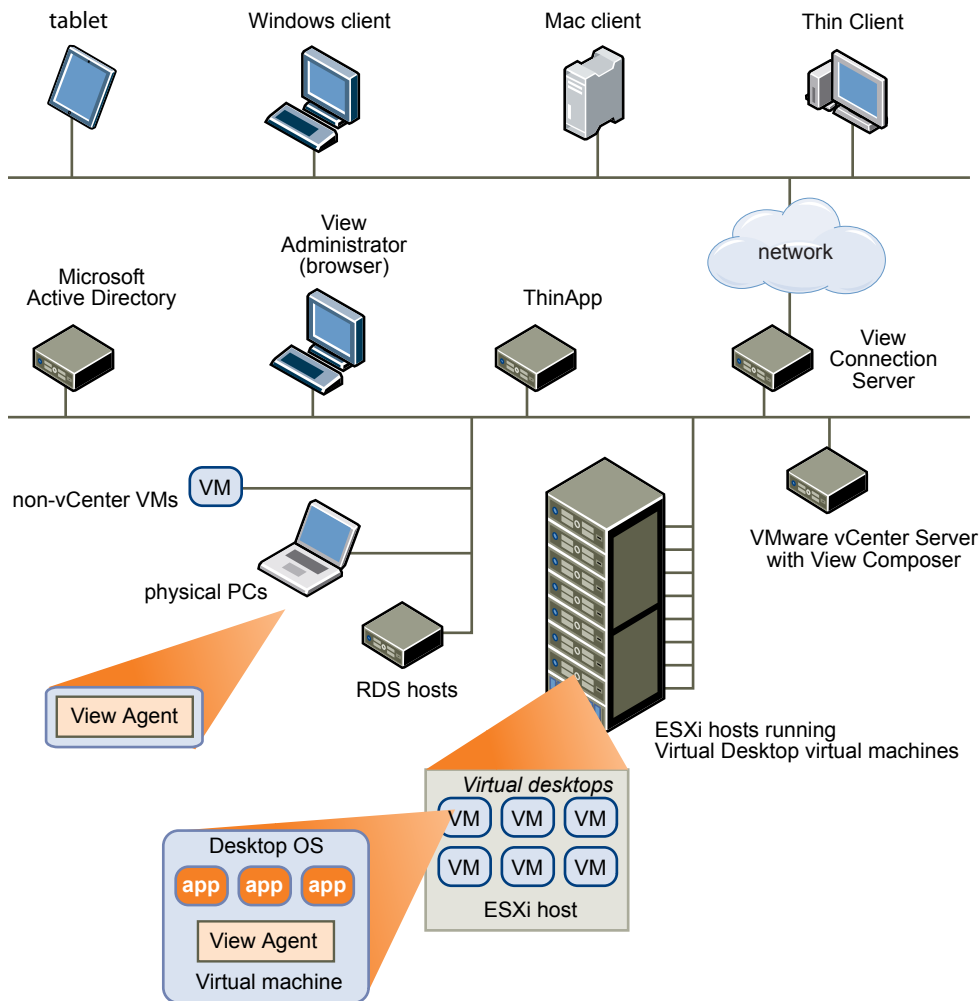 tablet
Windows client
Mac client
Thin Client
View
Administrator
(browser)
network
Microsoft
Active Directory
ThinApp
View
Connection
Server
non-vCenter VMs
VM
VMware vCenter Server
with View Composer
physical PCs
RDS hosts
View Agent
ESXi hosts running
Virtual Desktop virtual machines
Virtual desktops
VM VM VM
VM VM VM
ESXi host
Desktop OS
app app app
View Agent
Virtual machine